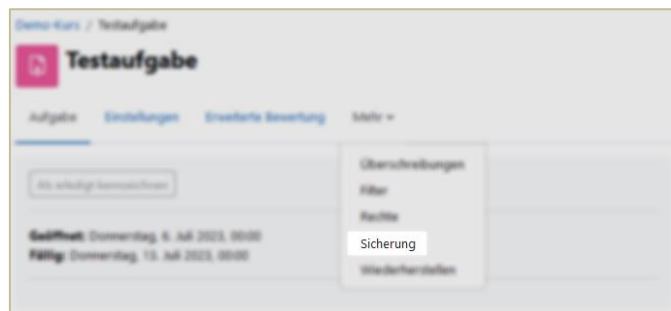 Demo-Kurs / Testaufgabe
Testaufgabe
Aufgabe Einstellungen Erweiterte Bewertung Mehr
Als erledigt kennzeichnen
Geöffnet: Donnerstag, 6. Juli 2023, 00:00
Fällig: Donnerstag, 13. Juli 2023, 00:00
Überschreibungen
Filter
Rechte
Sicherung
Wiederherstellen